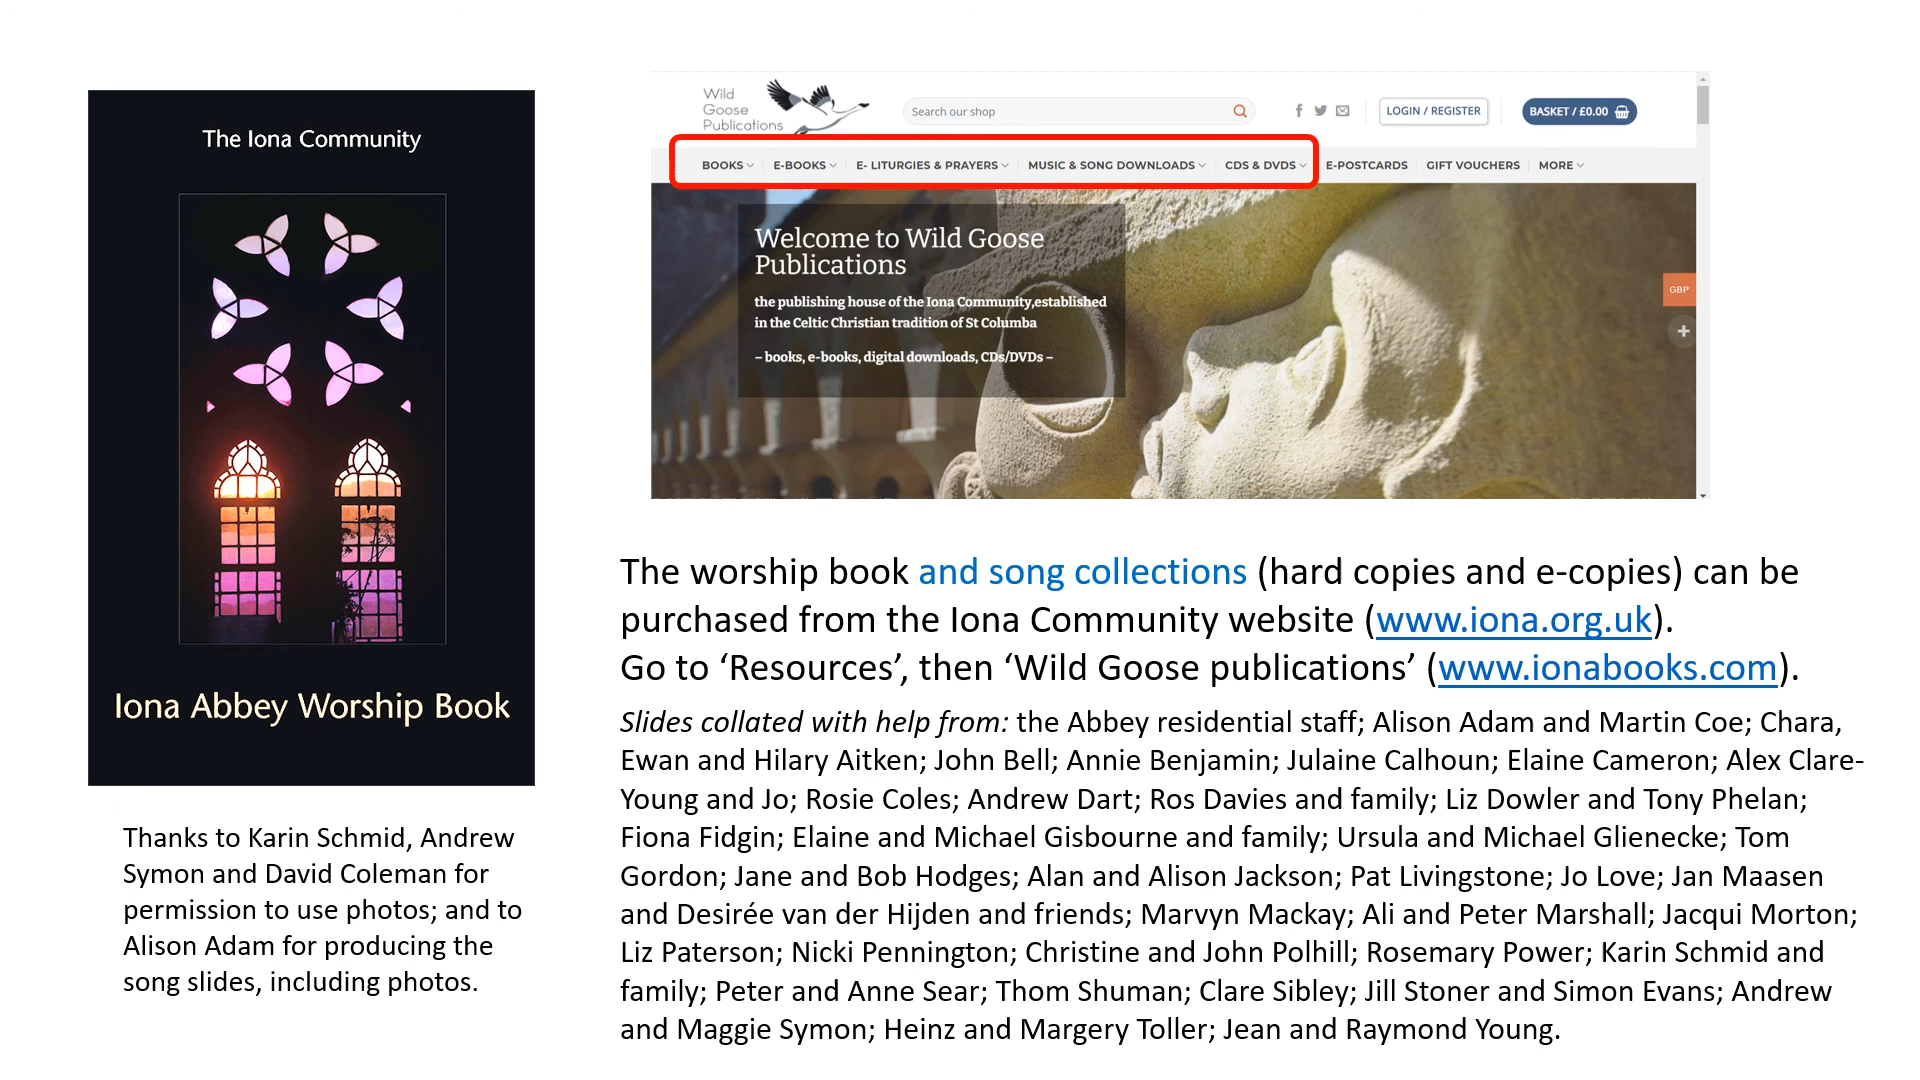 The Iona Community
Iona Abbey Worship Book
Thanks to Karin Schmid, Andrew
Symon and David Coleman for
permission to use photos; and to
Alison Adam for producing the
song slides, including photos.
Wild
Goose
Publications
Search our shop
LOGIN / REGISTER
BASKET / £0.00
BOOKS E-BOOKS E- LITURGIES & PRAYERS MUSIC & SONG DOWNLOADS CDS & DVDS E-POSTCARDS GIFT VOUCHERS MORE
Welcome to Wild Goose
Publications
the publishing house of the Iona Community,established
in the Celtic Christian tradition of St Columba
– books, e-books, digital downloads, CDs/DVDs –
GBP
+
The worship book and song collections (hard copies and e-copies) can be
purchased from the Iona Community website (www.iona.org.uk).
Go to ‘Resources’, then ‘Wild Goose publications’ (www.ionabooks.com).
Slides collated with help from: the Abbey residential staff; Alison Adam and Martin Coe; Chara,
Ewan and Hilary Aitken; John Bell; Annie Benjamin; Julaine Calhoun; Elaine Cameron; Alex Clare-
Young and Jo; Rosie Coles; Andrew Dart; Ros Davies and family; Liz Dowler and Tony Phelan;
Fiona Fidgin; Elaine and Michael Gisbourne and family; Ursula and Michael Glienecke; Tom
Gordon; Jane and Bob Hodges; Alan and Alison Jackson; Pat Livingstone; Jo Love; Jan Maasen
and Desirée van der Hijden and friends; Marvyn Mackay; Ali and Peter Marshall; Jacqui Morton;
Liz Paterson; Nicki Pennington; Christine and John Polhill; Rosemary Power; Karin Schmid and
family; Peter and Anne Sear; Thom Shuman; Clare Sibley; Jill Stoner and Simon Evans; Andrew
and Maggie Symon; Heinz and Margery Toller; Jean and Raymond Young.